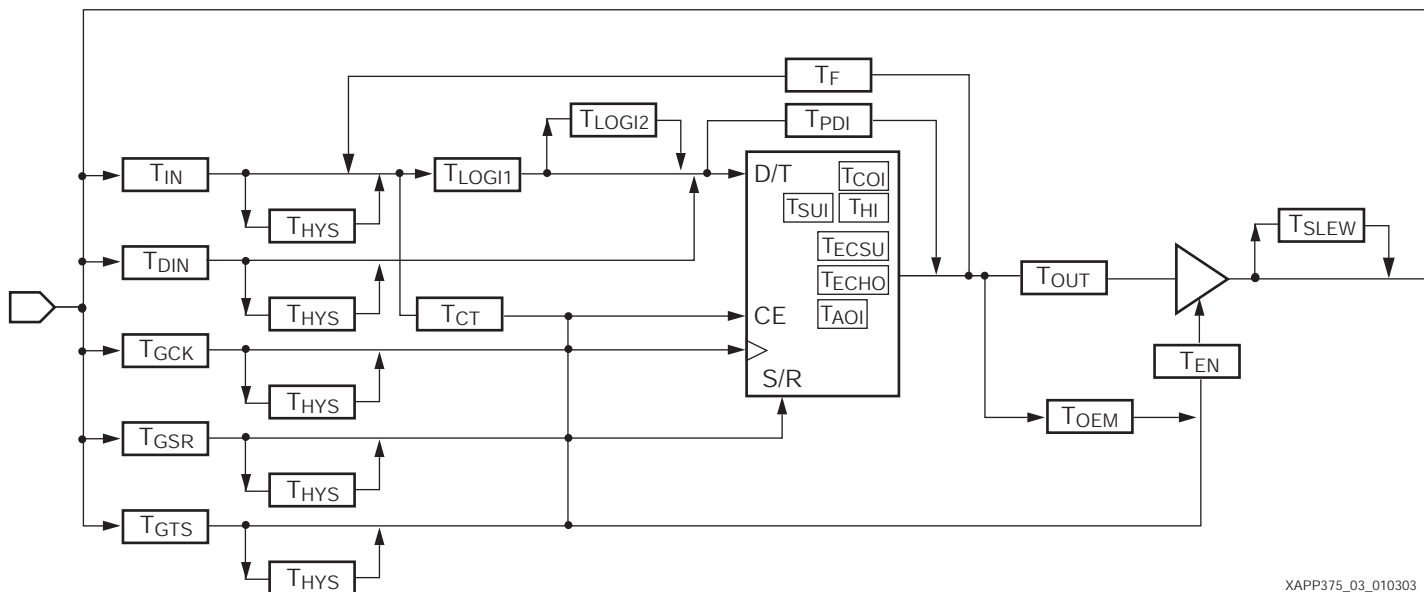 TF
TLOGI2
TPDI
TIN
TLOGI1
D/T
TCOI
TSUI
THI
THYS
TSLEW
TDIN
TECSU
TECHO
TOUT
THYS
TCT
CE
TAOI
TGCK
TEN
THYS
S/R
TOEM
TGSR
THYS
TGTS
THYS
XAPP375_03_010303